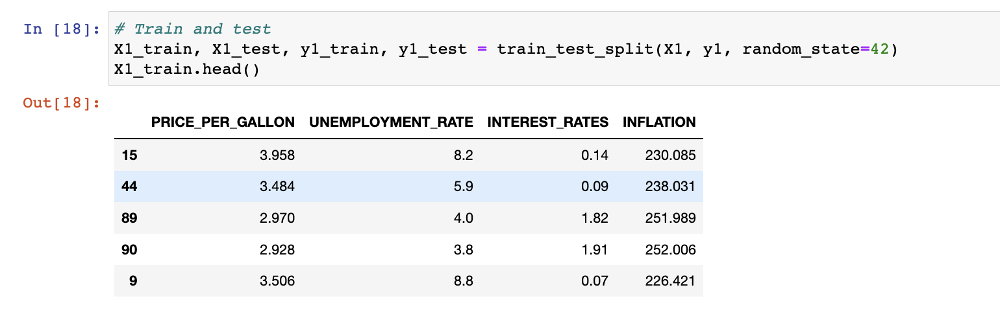 In [18]: # Train and test
X1_train, X1_test, y1_train, y1_test = train_test_split(X1, y1, random_state=42)
X1_train.head()
Out[18]:
PRICE_PER_GALLON UNEMPLOYMENT_RATE INTEREST_RATES INFLATION
15 3.958 8.2 0.14 230.085
44 3.484 5.9 0.09 238.031
89 2.970 4.0 1.82 251.989
90 2.928 3.8 1.91 252.006
9 3.506 8.8 0.07 226.421